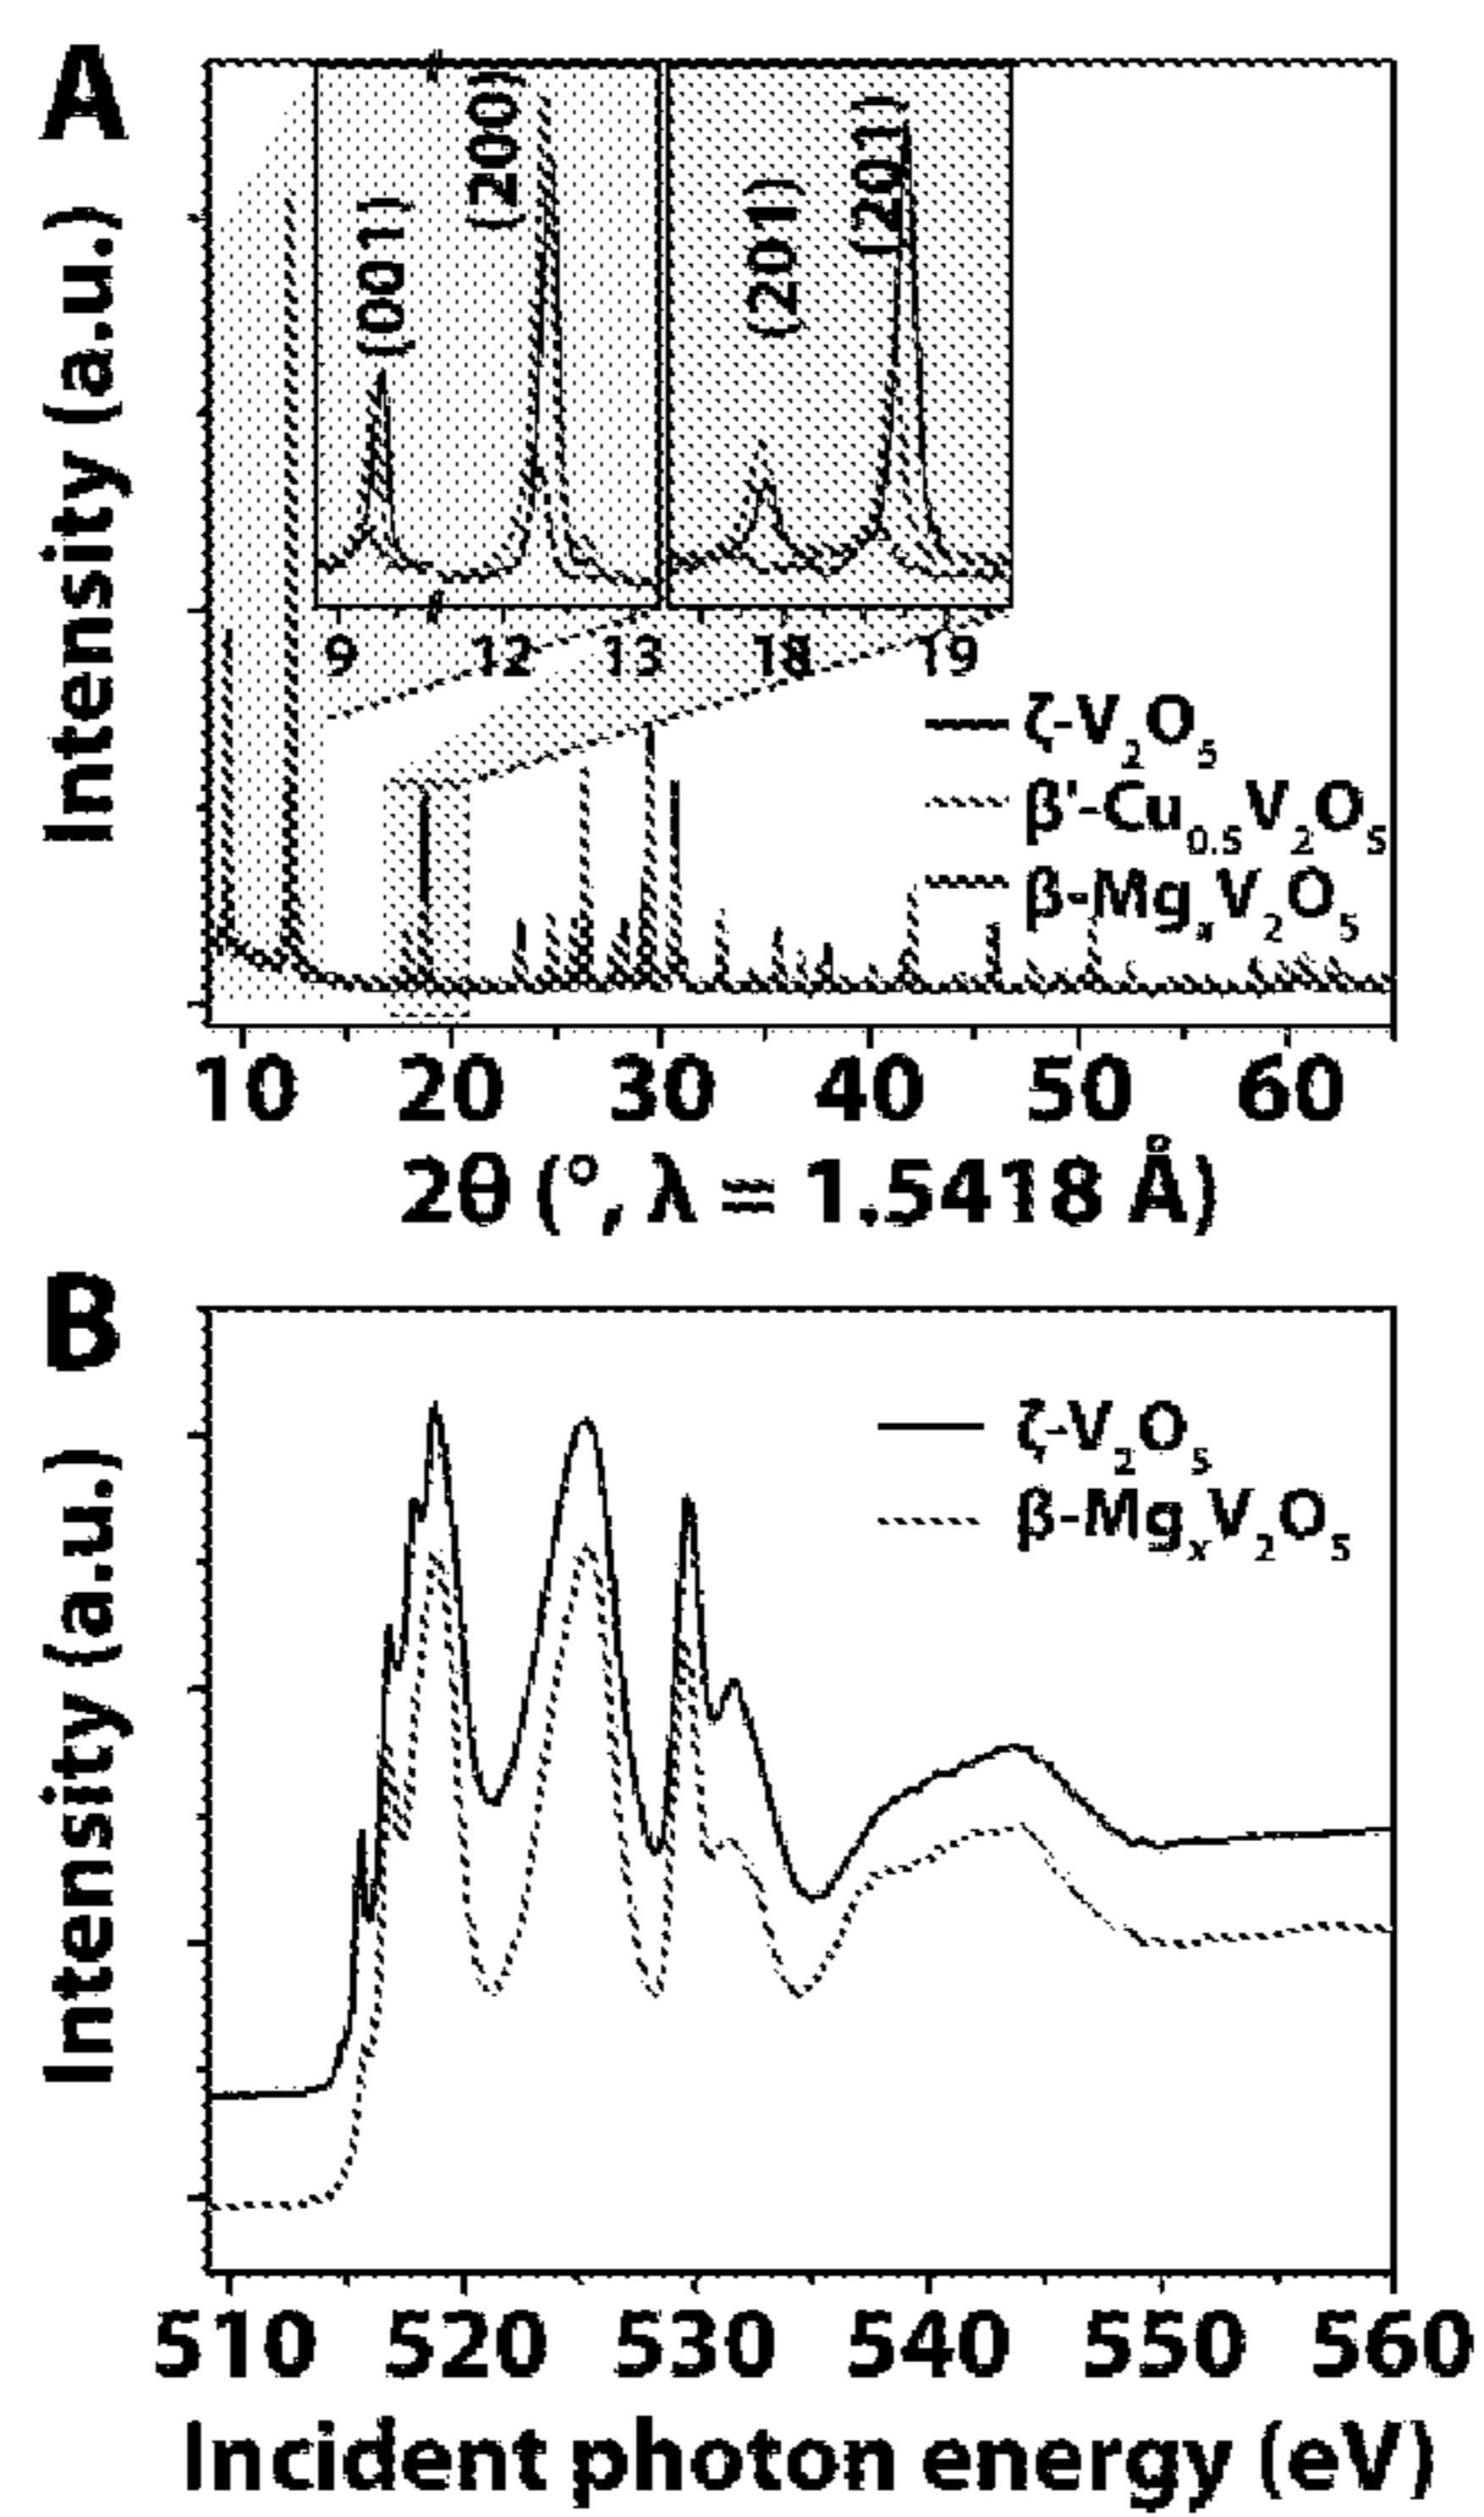 A
Intensity (a.u.)
(001)
(200)
(201)
(201)
9 12 13 18 19
ζ-V2O5
β'-Cu0.5V2O5
β-MgxV2O5
10 20 30 40 50 60
2θ (°, λ = 1.5418 Å)
B
Intensity (a.u.)
ζ-V2O5
β-MgxV2O5
510 520 530 540 550 560
Incident photon energy (eV)